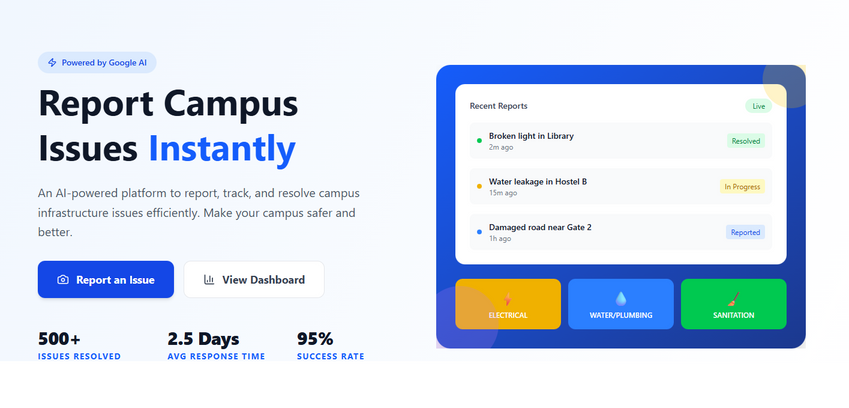 Powered by Google AI
Report Campus
Issues Instantly
An AI-powered platform to report, track, and resolve campus
infrastructure issues efficiently. Make your campus safer and
better.
Report an Issue
View Dashboard
500+
ISSUES RESOLVED
2.5 Days
AVG RESPONSE TIME
95%
SUCCESS RATE
Recent Reports
Live
Broken light in Library
2m ago
Resolved
Water leakage in Hostel B
15m ago
In Progress
Damaged road near Gate 2
1h ago
Reported
ELECTRICAL
WATER/PLUMBING
SANITATION